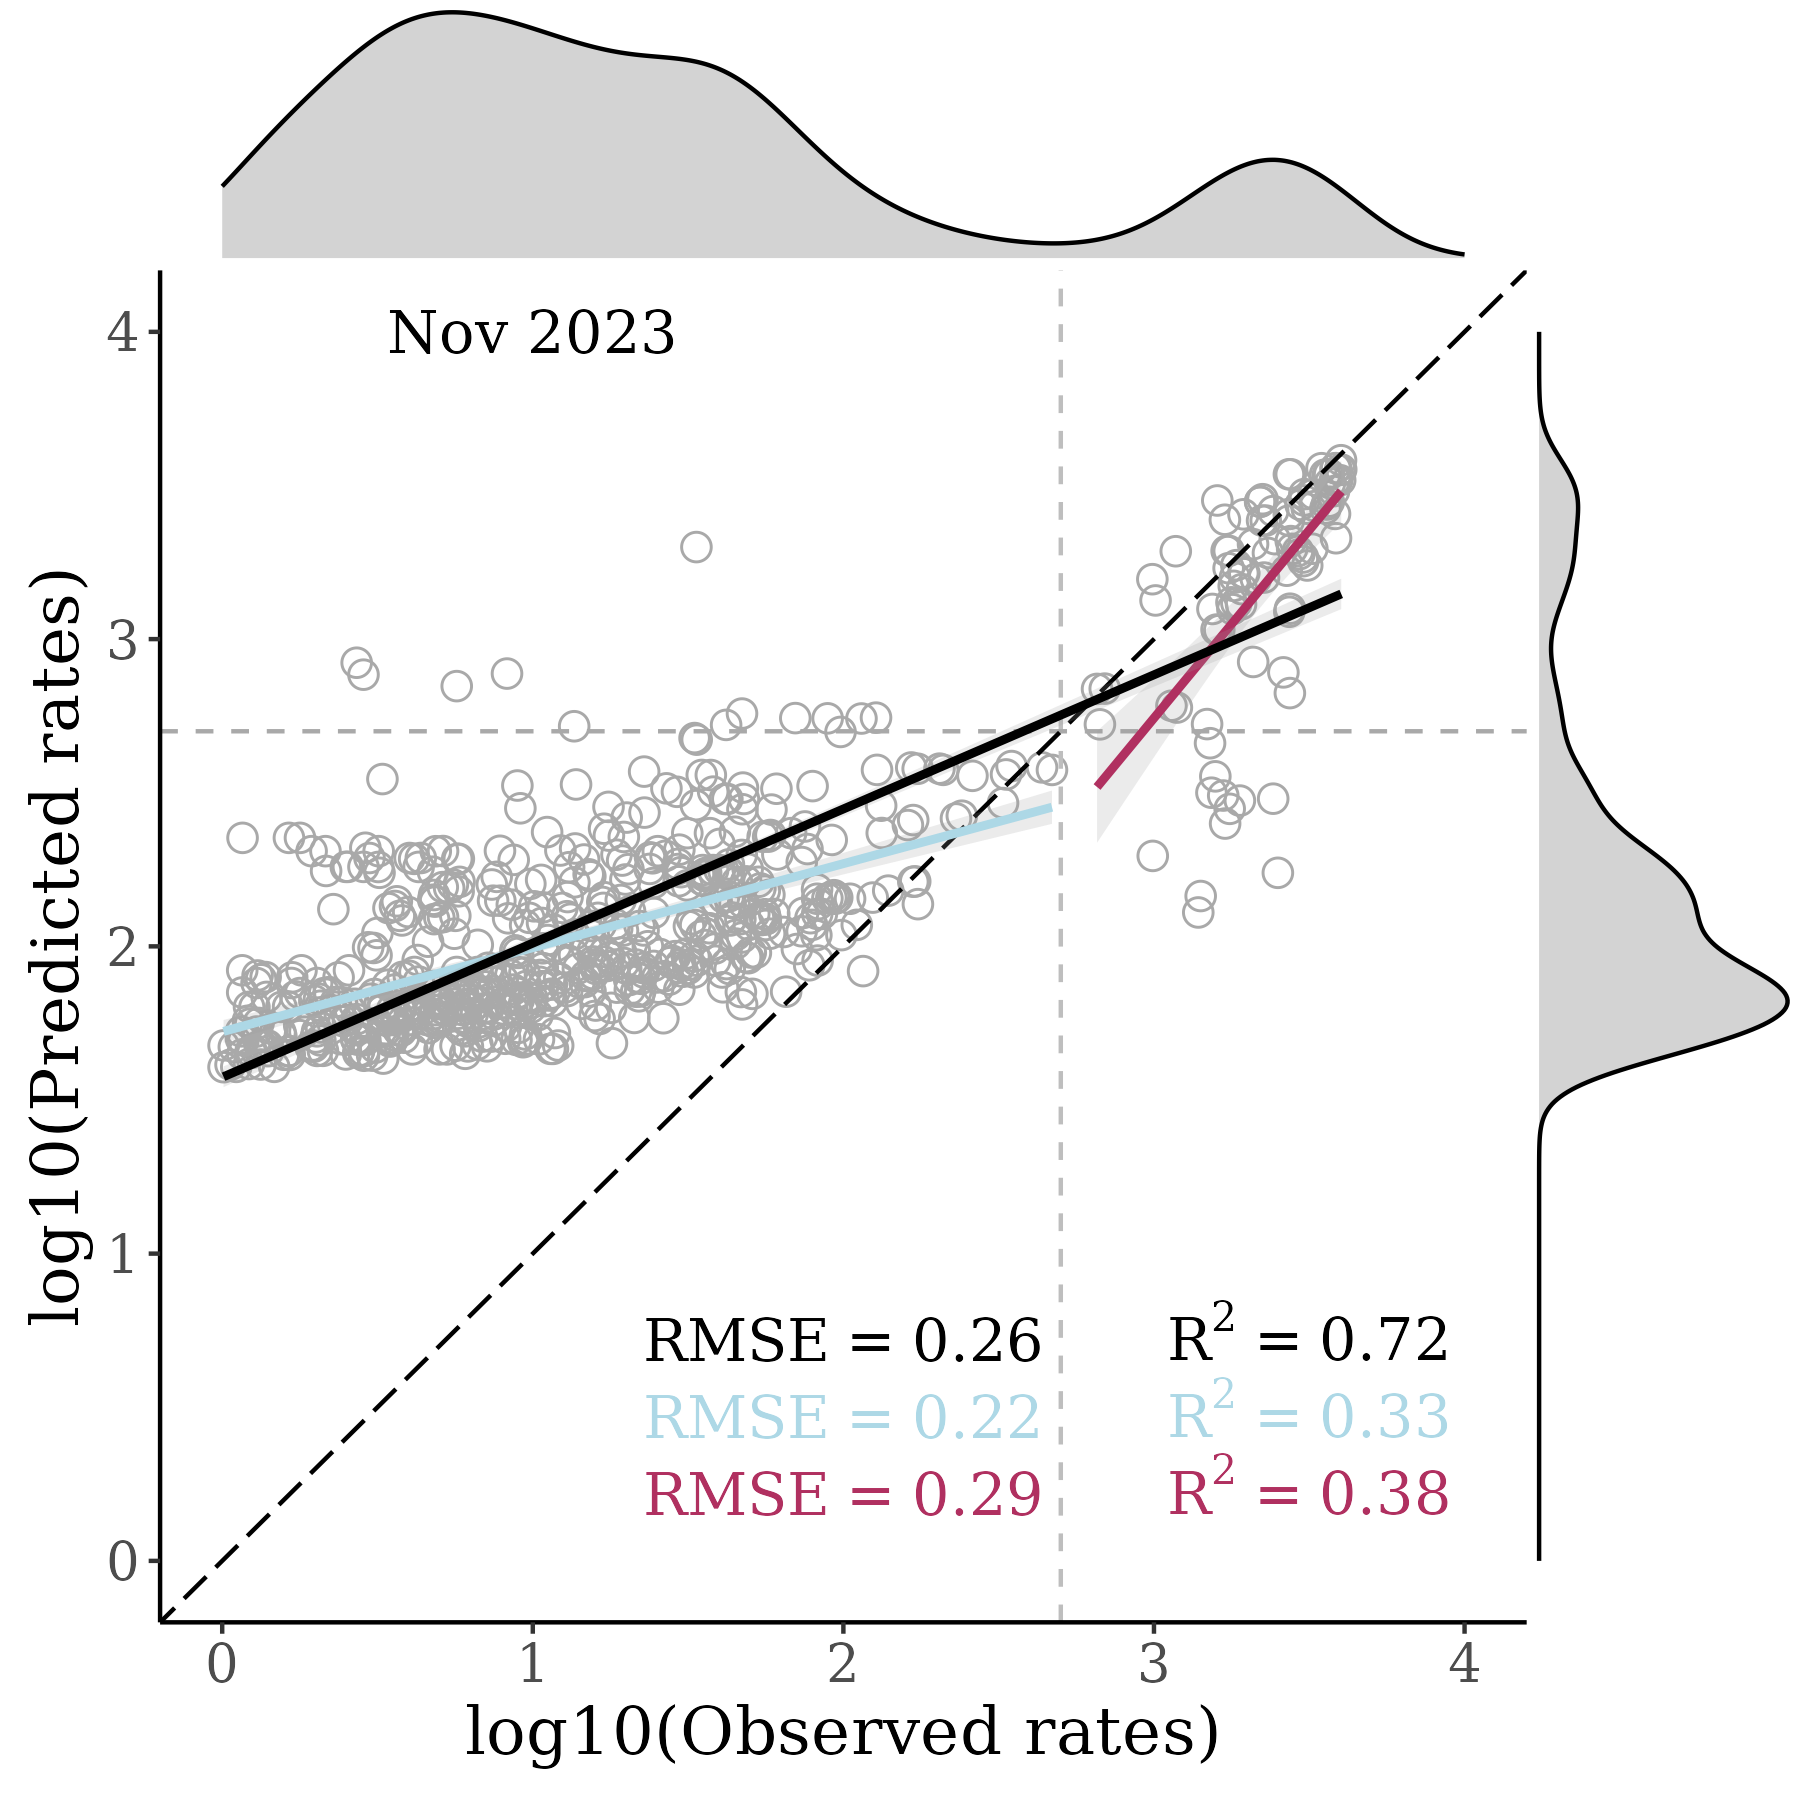 Nov 2023
4
3
2
1
0
log10(Predicted rates)
RMSE = 0.26
R² = 0.72
RMSE = 0.22
R² = 0.33
RMSE = 0.29
R² = 0.38
0 1 2 3 4
log10(Observed rates)